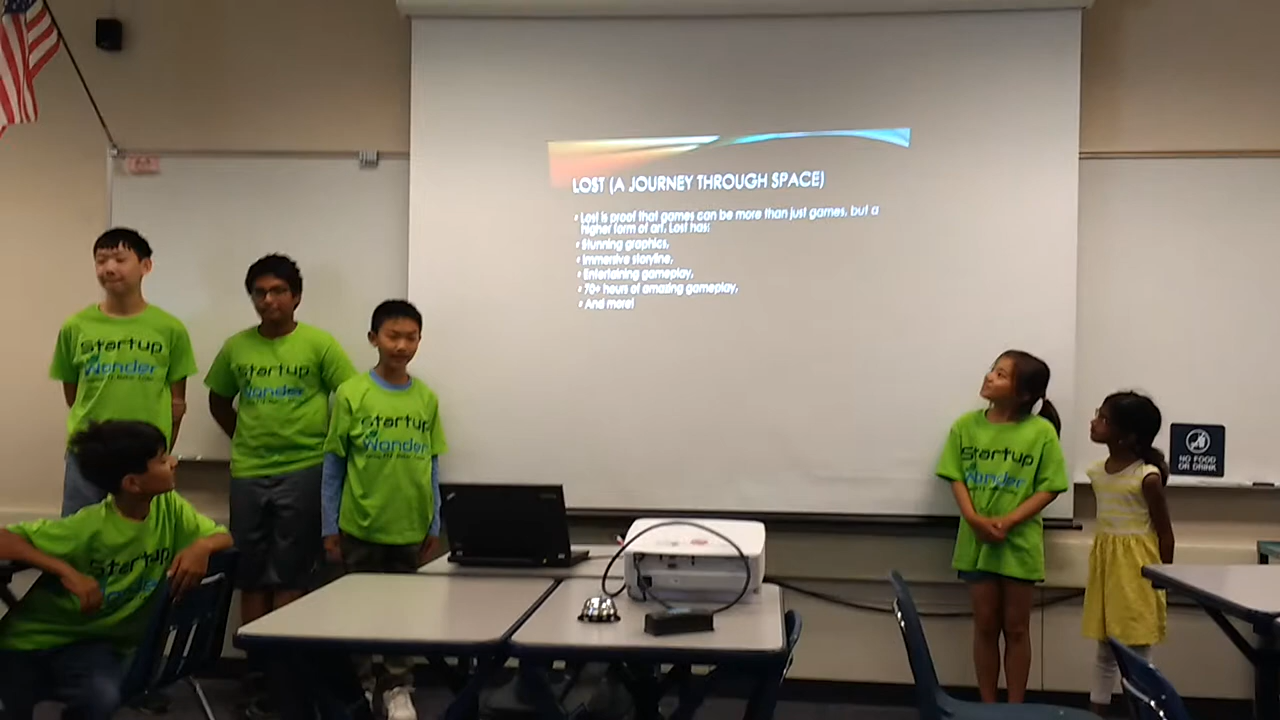 LOST (A JOURNEY THROUGH SPACE)
Lost is proof that games can be more than just games, but a
higher form of art. Lost has:
Stunning graphics,
Immersive storyline,
Entertaining gameplay,
70+ hours of amazing gameplay,
And more!
Startup
Wonder
Startup
Wonder
Startup
Wonder
Startup
Startup
Wonder
NO FOOD
OR DRINK